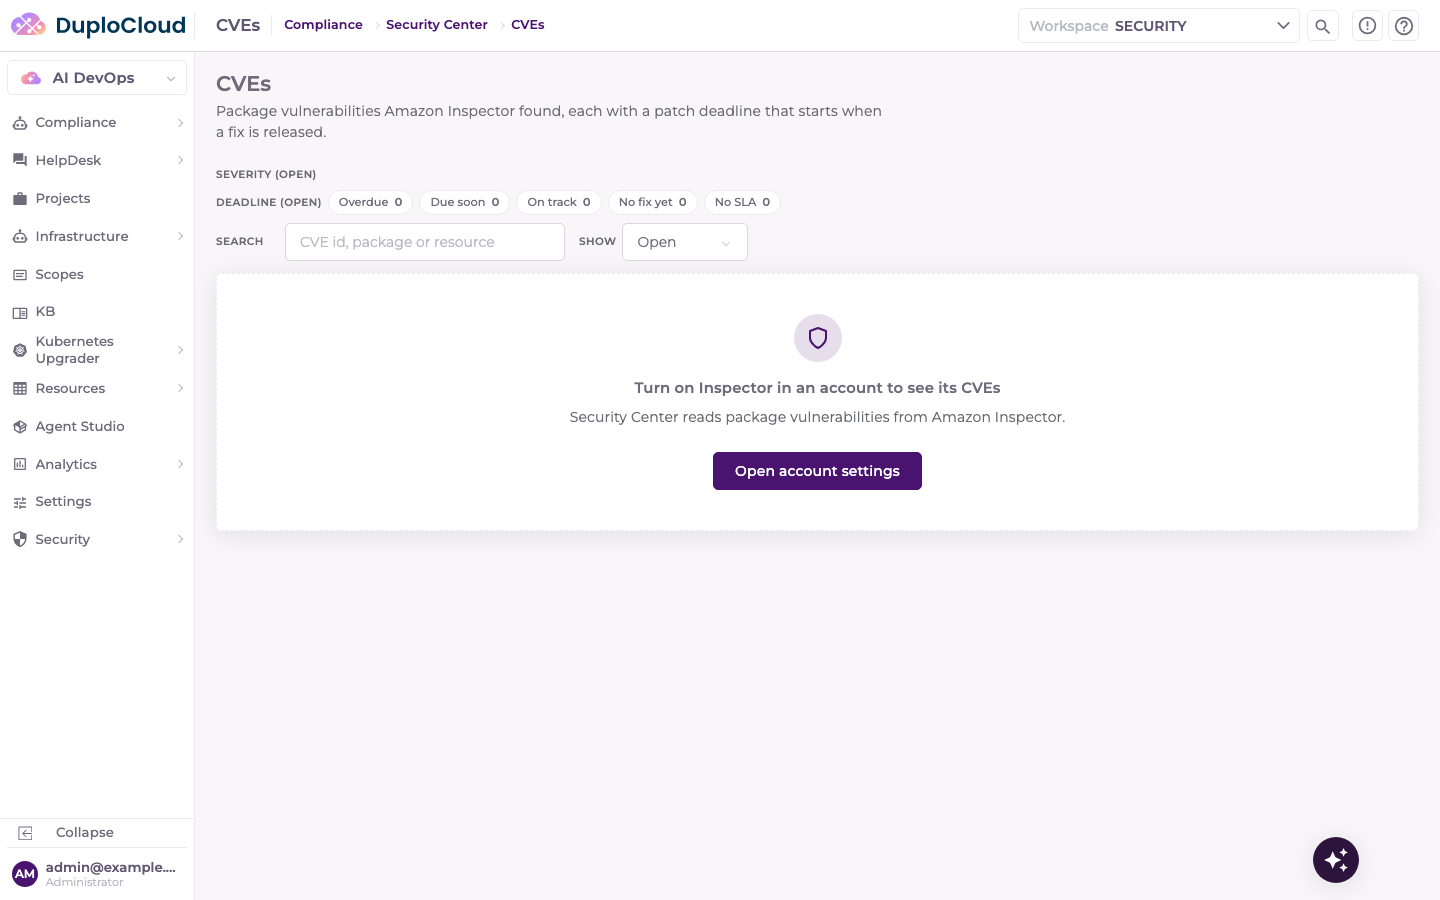 DuploCloud
CVEs
Compliance
Security Center
CVEs
Workspace SECURITY
AI DevOps
Compliance
HelpDesk
Projects
Infrastructure
Scopes
KB
Kubernetes
Upgrader
Resources
Agent Studio
Analytics
Settings
Security
Collapse
AM
admin@example....
Administrator
CVEs
Package vulnerabilities Amazon Inspector found, each with a patch deadline that starts when
a fix is released.
SEVERITY (OPEN)
DEADLINE (OPEN) Overdue 0 Due soon 0 On track 0 No fix yet 0 No SLA 0
SEARCH CVE id, package or resource SHOW Open
Turn on Inspector in an account to see its CVEs
Security Center reads package vulnerabilities from Amazon Inspector.
Open account settings